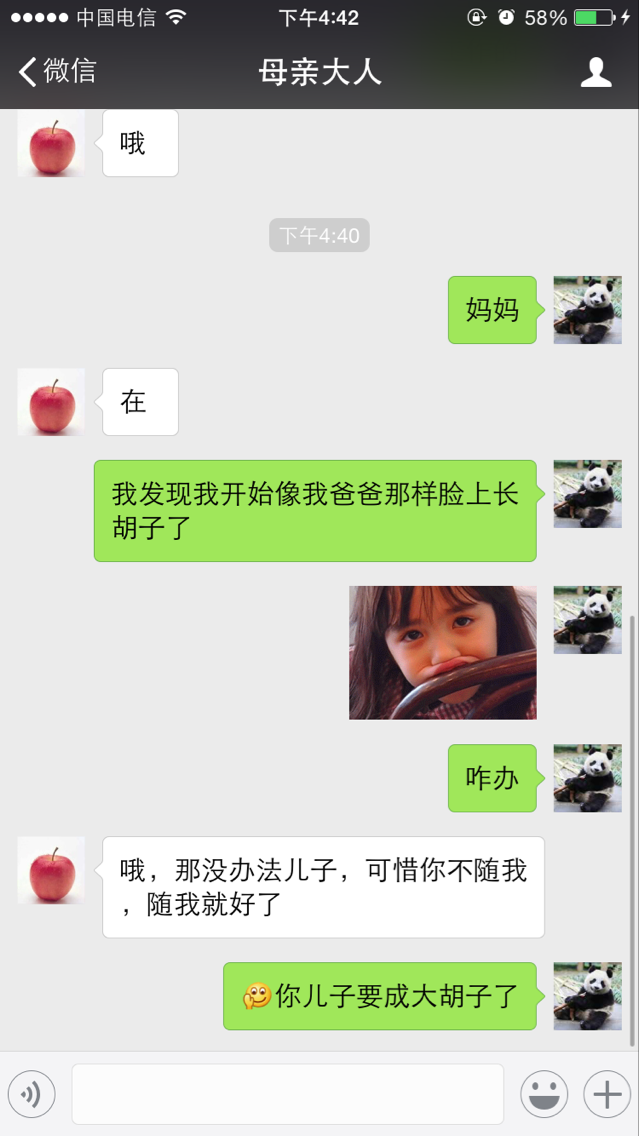 中国电信 下午4:42 58%
微信 母亲大人
哦
下午4:40
妈妈
在
我发现我开始像我爸爸那样脸上长
胡子了
咋办
哦，那没办法儿子，可惜你不随我
，随我就好了
你儿子要成大胡子了